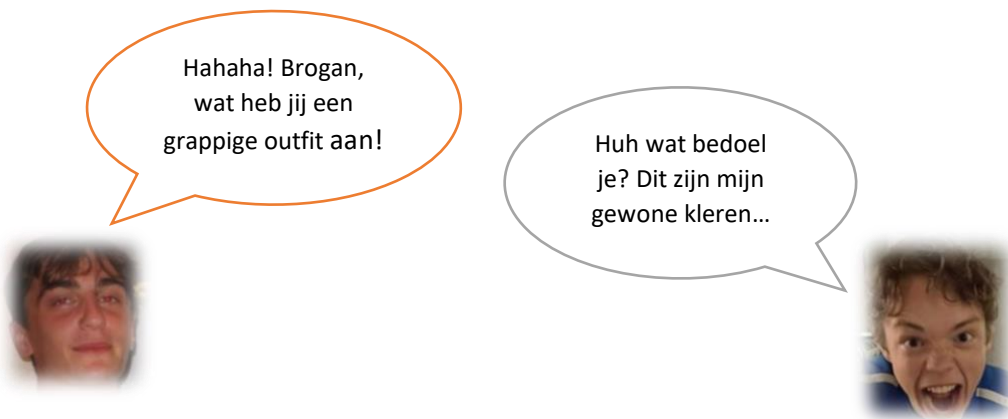 Hahaha! Brogan,
wat heb jij een
grappige outfit aan!
Huh wat bedoel
je? Dit zijn mijn
gewone kleren…